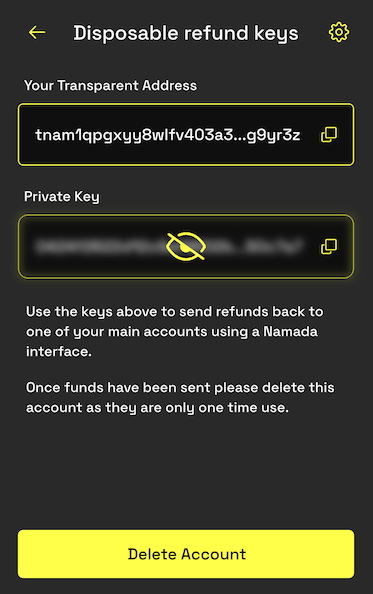 Disposable refund keys
Your Transparent Address
tnam1qpgxyy8wlfv403a3...g9yr3z
Private Key
Use the keys above to send refunds back to
one of your main accounts using a Namada
interface.
Once funds have been sent please delete this
account as they are only one time use.
Delete Account